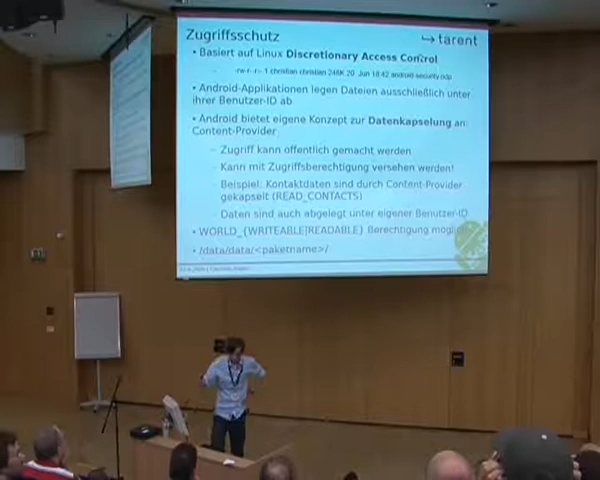 Zugriffsschutz
tarent
• Basiert auf Linux Discretionary Access Control
-rw-r--r-- 1 christian christian 248K 20. Jun 18:42 android-security.odp
• Android-Applikationen legen Dateien ausschließlich unter
ihrer Benutzer-ID ab
• Android bietet eigene Konzept zur Datenkapselung an:
Content-Provider
– Zugriff kann öffentlich gemacht werden
– Kann mit Zugriffsberechtigung versehen werden!
– Beispiel: Kontaktdaten sind durch Content-Provider
gekapselt (READ_CONTACTS)
– Daten sind auch abgelegt unter eigener Benutzer-ID
• WORLD_{WRITEABLE|READABLE} Berechtigung möglich
• /data/data/<paketname>/